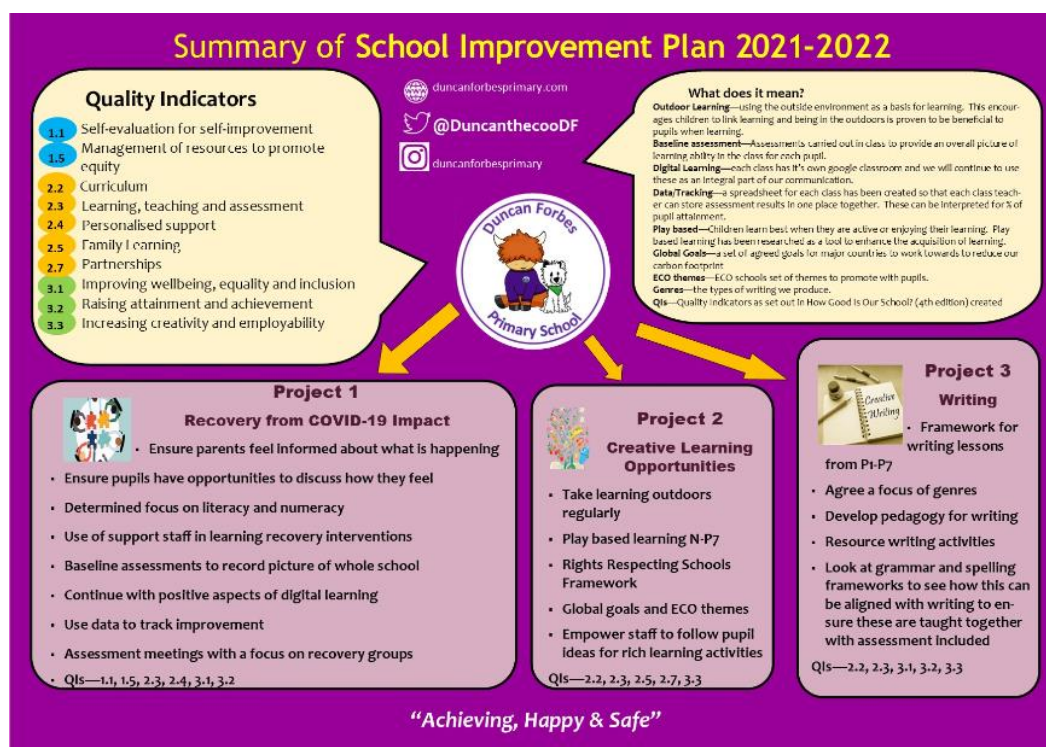 Summary of School Improvement Plan 2021-2022
Quality Indicators
1.1 Self-evaluation for self-improvement
1.5 Management of resources to promote
equity
2.2 Curriculum
2.3 Learning, teaching and assessment
2.4 Personalised support
2.5 Family Learning
2.7 Partnerships
3.1 Improving wellbeing, equality and inclusion
3.2 Raising attainment and achievement
3.3 Increasing creativity and employability
duncanforbesprimary.com
@DuncanthecooDF
duncanforbesprimary
Duncan Forbes
Primary School
What does it mean?
Outdoor Learning—using the outside environment as a basis for learning. This encour-
ages children to link learning and being in the outdoors is proven to be beneficial to
pupils when learning.
Baseline assessment—Assessments carried out in class to provide an overall picture of
learning ability in the class for each pupil.
Digital Learning—each class has it's own google classroom and we will continue to use
these as an integral part of our communication.
Data/Tracking—a spreadsheet for each class has been created so that each class teach-
er can store assessment results in one place together. These can be interpreted for % of
pupil attainment.
Play based—Children learn best when they are active or enjoying their learning. Play
based learning has been researched as a tool to enhance the acquisition of learning.
Global Goals—a set of agreed goals for major countries to work towards to reduce our
carbon footprint
ECO themes—ECO schools set of themes to promote with pupils.
Genres—the types of writing we produce.
QIs—Quality Indicators as set out in How Good Is Our School? (4th edition) created
Project 1
Recovery from COVID-19 Impact
• Ensure parents feel informed about what is happening
• Ensure pupils have opportunities to discuss how they feel
• Determined focus on literacy and numeracy
• Use of support staff in learning recovery interventions
• Baseline assessments to record picture of whole school
• Continue with positive aspects of digital learning
• Use data to track improvement
• Assessment meetings with a focus on recovery groups
• QIs—1.1, 1.5, 2.3, 2.4, 3.1, 3.2
Project 2
Creative Learning
Opportunities
• Take learning outdoors
regularly
• Play based learning N-P7
• Rights Respecting Schools
Framework
• Global goals and ECO themes
• Empower staff to follow pupil
ideas for rich learning activities
QIs—2.2, 2.3, 2.5, 2.7, 3.3
Creative
Writing
Project 3
Writing
• Framework for
writing lessons
from P1-P7
• Agree a focus of genres
• Develop pedagogy for writing
• Resource writing activities
• Look at grammar and spelling
frameworks to see how this can
be aligned with writing to en-
sure these are taught together
with assessment included
QIs—2.2, 2.3, 3.1, 3.2, 3.3
“Achieving, Happy & Safe”